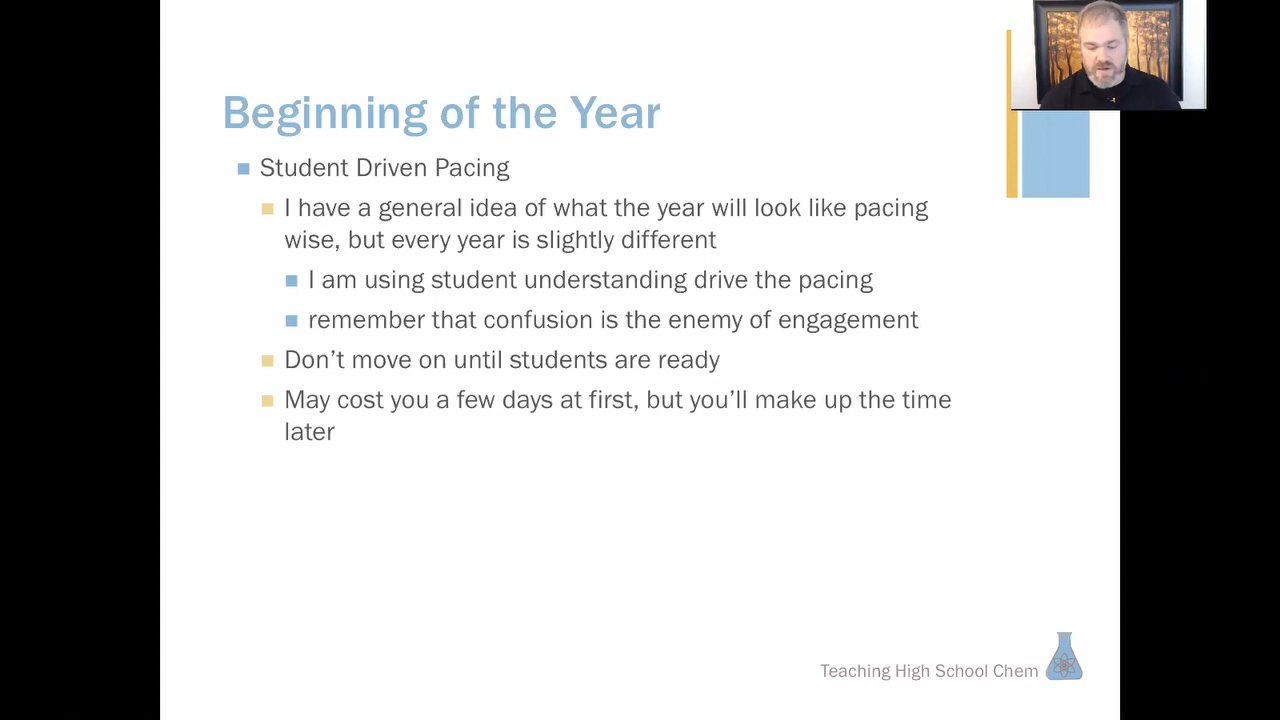 Beginning of the Year
Student Driven Pacing
I have a general idea of what the year will look like pacing
wise, but every year is slightly different
I am using student understanding drive the pacing
remember that confusion is the enemy of engagement
Don’t move on until students are ready
May cost you a few days at first, but you’ll make up the time
later
Teaching High School Chem